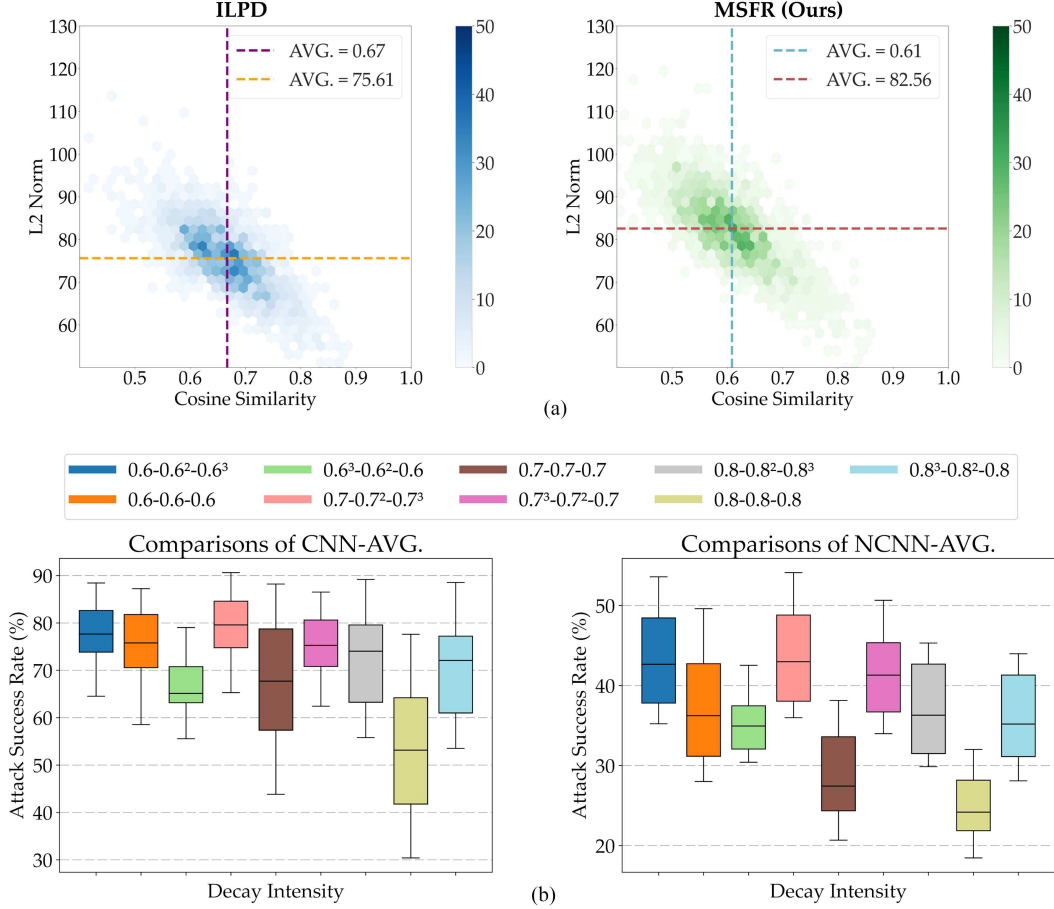 ILPD
130
120
110
100
90
80
70
60
L2 Norm
AVG. = 0.67
AVG. = 75.61
0.5 0.6 0.7 0.8 0.9 1.0
Cosine Similarity
50
40
30
20
10
0
MSFR (Ours)
130
120
110
100
90
80
70
60
L2 Norm
AVG. = 0.61
AVG. = 82.56
0.5 0.6 0.7 0.8 0.9 1.0
Cosine Similarity
50
40
30
20
10
0
(a)
0.6-0.6²-0.6³ 0.6³-0.6²-0.6 0.7-0.7-0.7 0.8-0.8²-0.8³ 0.8³-0.8²-0.8
0.6-0.6-0.6 0.7-0.7²-0.7³ 0.7³-0.7²-0.7 0.8-0.8-0.8
Comparisons of CNN-AVG.
90
80
70
60
50
40
30
Attack Success Rate (%)
Decay Intensity
Comparisons of NCNN-AVG.
50
40
30
20
Attack Success Rate (%)
Decay Intensity
(b)